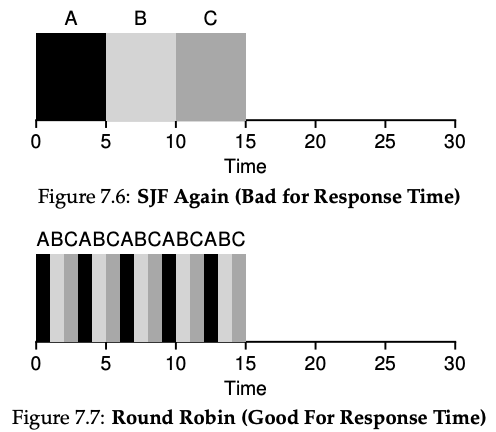 A B C
0 5 10 15 20 25 30
Time
Figure 7.6: SJF Again (Bad for Response Time)
ABCABCABCABCABC
0 5 10 15 20 25 30
Time
Figure 7.7: Round Robin (Good For Response Time)